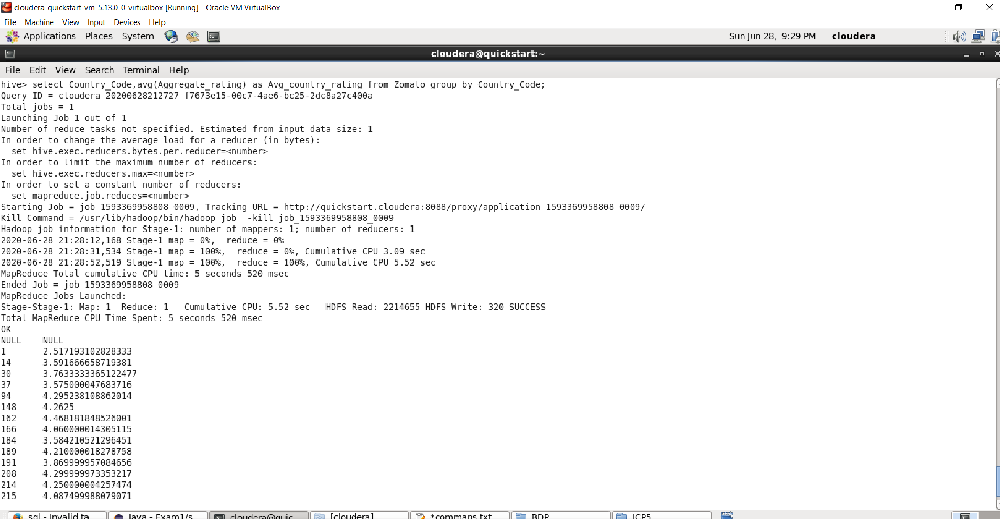 cloudera-quickstart-vm-5.13.0-0-virtualbox [Running] - Oracle VM VirtualBox
File Machine View Input Devices Help
Applications Places System Sun Jun 28, 9:29 PM cloudera
cloudera@quickstart:~
File Edit View Search Terminal Help
hive> select Country_Code,avg(Aggregate_rating) as Avg_country_rating from Zomato group by Country_Code;
Query ID = cloudera_20200628212727_f7673e15-00c7-4ae6-bc25-2dc8a27c400a
Total jobs = 1
Launching Job 1 out of 1
Number of reduce tasks not specified. Estimated from input data size: 1
In order to change the average load for a reducer (in bytes):
  set hive.exec.reducers.bytes.per.reducer=<number>
In order to limit the maximum number of reducers:
  set hive.exec.reducers.max=<number>
In order to set a constant number of reducers:
  set mapreduce.job.reduces=<number>
Starting Job = job_1593369958808_0009, Tracking URL = http://quickstart.cloudera:8088/proxy/application_1593369958808_0009/
Kill Command = /usr/lib/hadoop/bin/hadoop job  -kill job_1593369958808_0009
Hadoop job information for Stage-1: number of mappers: 1; number of reducers: 1
2020-06-28 21:28:12,168 Stage-1 map = 0%,  reduce = 0%
2020-06-28 21:28:31,534 Stage-1 map = 100%,  reduce = 0%, Cumulative CPU 3.09 sec
2020-06-28 21:28:52,519 Stage-1 map = 100%,  reduce = 100%, Cumulative CPU 5.52 sec
MapReduce Total cumulative CPU time: 5 seconds 520 msec
Ended Job = job_1593369958808_0009
MapReduce Jobs Launched:
Stage-Stage-1: Map: 1  Reduce: 1   Cumulative CPU: 5.52 sec   HDFS Read: 2214655 HDFS Write: 320 SUCCESS
Total MapReduce CPU Time Spent: 5 seconds 520 msec
OK
NULL    NULL
1       2.517193102828333
14      3.591666658719381
30      3.7633333365122477
37      3.575000047683716
94      4.295238108862014
148     4.2625
162     4.468181848526001
166     4.060000014305115
184     3.584210521296451
189     4.210000018278758
191     3.869999957084656
208     4.299999973353217
214     4.250000004257474
215     4.087499988079071
sql - Invalid ta Java - Exam1/s cloudera@quic [cloudera] *commans.txt BDP ICP5